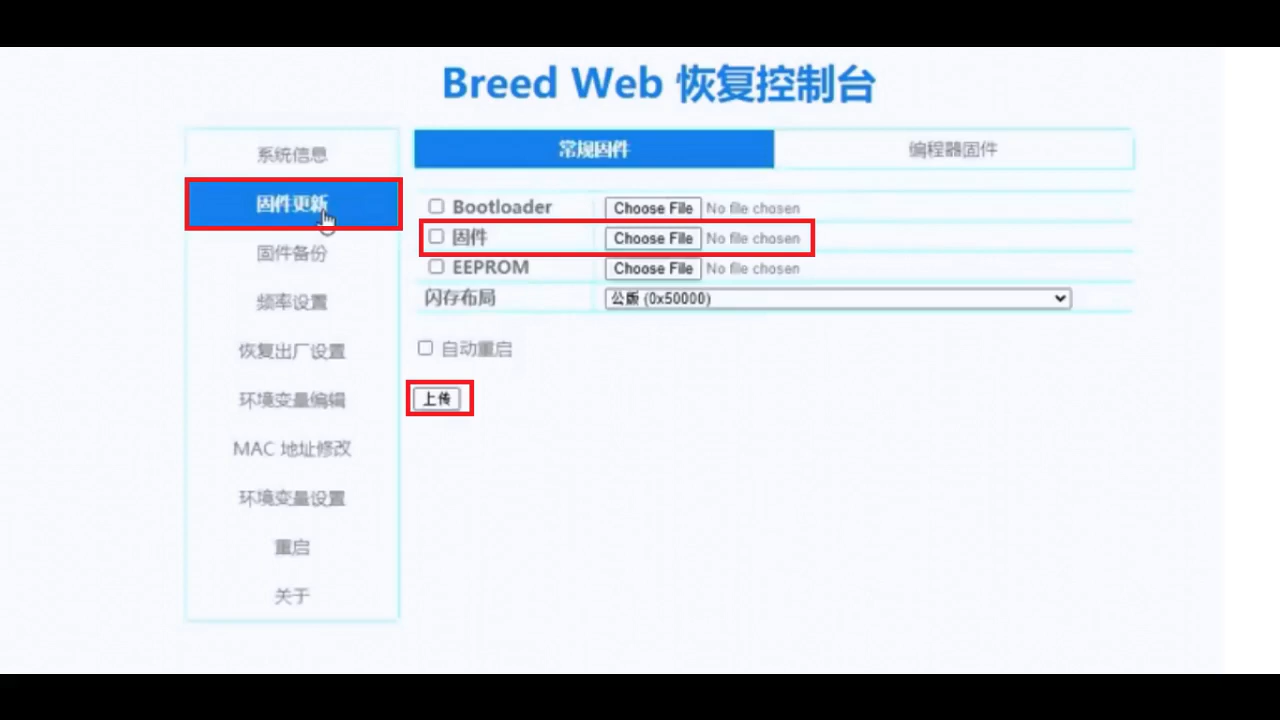 Breed Web 恢复控制台
系统信息
固件更新
固件备份
频率设置
恢复出厂设置
环境变量编辑
MAC 地址修改
环境变量设置
重启
关于
常规固件 编程器固件
Bootloader Choose File No file chosen
固件 Choose File No file chosen
EEPROM Choose File No file chosen
闪存布局 公版 (0x50000)
自动重启
上传